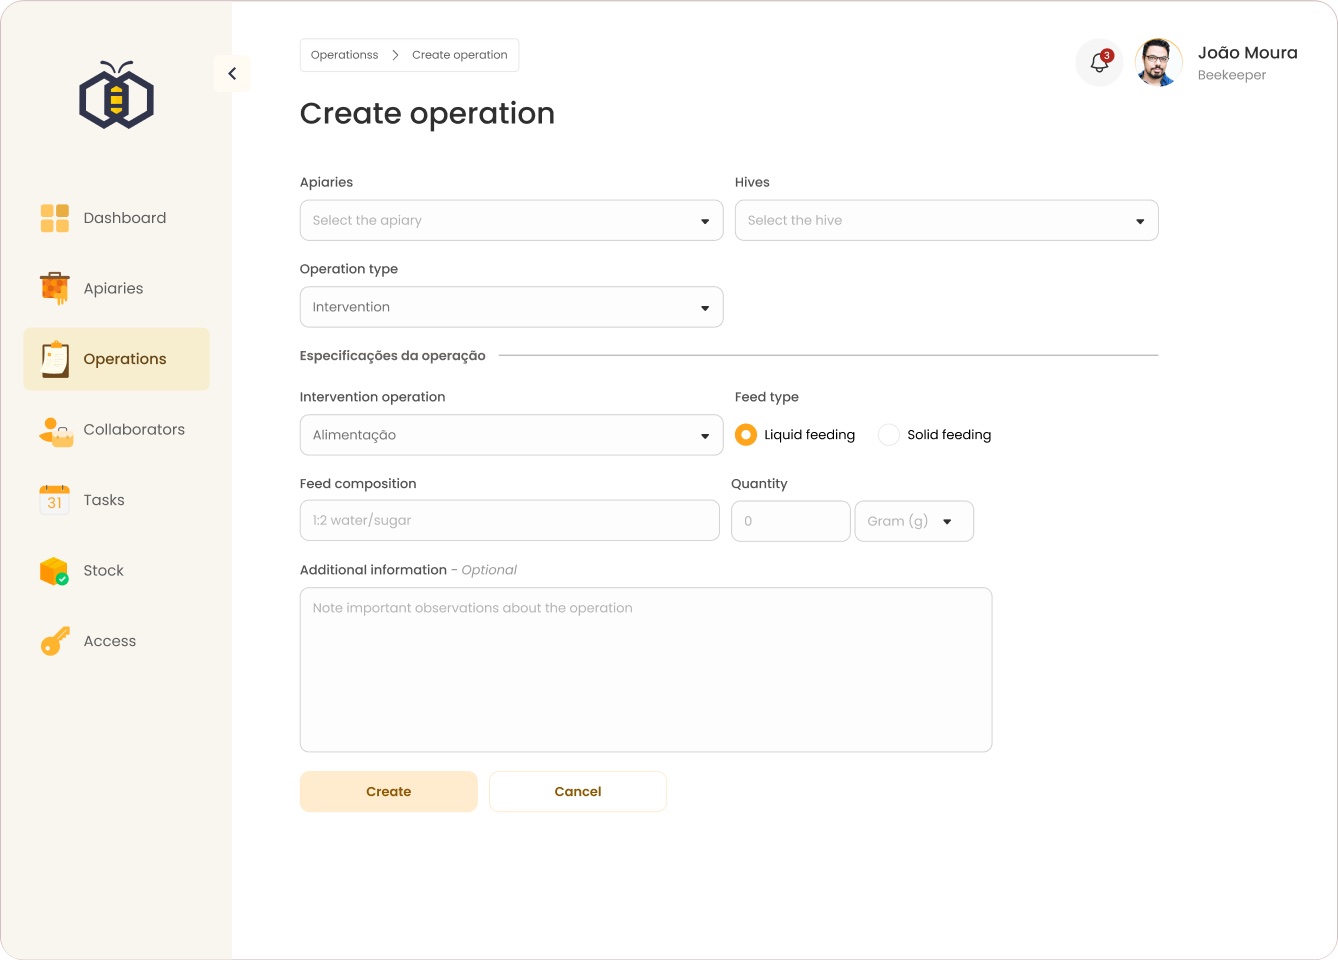 Operationss > Create operation
3
João Moura
Beekeeper
Create operation
Dashboard
Apiaries
Operations
Collaborators
31
Tasks
Stock
Access
Apiaries
Hives
Select the apiary
Select the hive
Operation type
Intervention
Especificações da operação
Intervention operation
Feed type
Alimentação
Liquid feeding
Solid feeding
Feed composition
Quantity
1:2 water/sugar
0
Gram (g)
Additional information - Optional
Note important observations about the operation
Create
Cancel